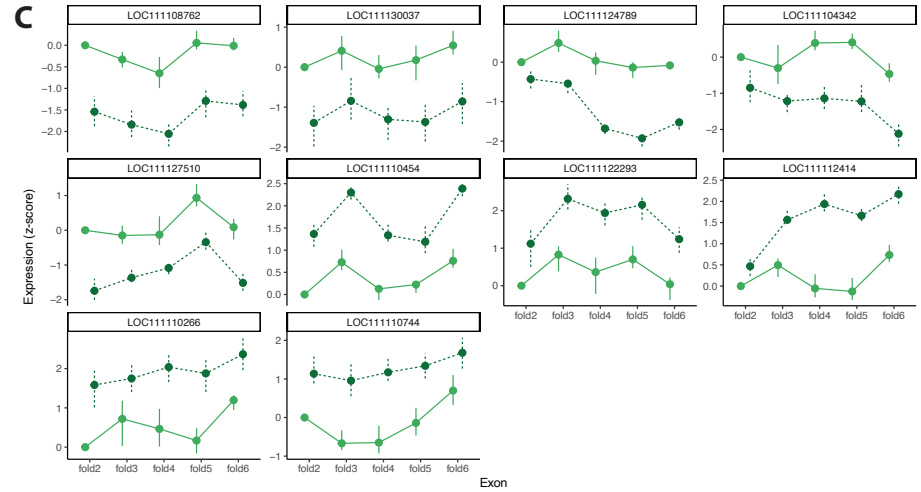 C
LOC111108762 LOC111130037 LOC111124789 LOC111104342
0.0 −0.5 −1.0 −1.5 −2.0
1 0 −1 −2
0 −1 −2
0 −1 −2
LOC111127510 LOC111110454 LOC111122293 LOC111112414
1 0 −1 −2
2.5 2.0 1.5 1.0 0.5 0.0
2 1 0
2.5 2.0 1.5 1.0 0.5 0.0
fold2 fold3 fold4 fold5 fold6
fold2 fold3 fold4 fold5 fold6
LOC111110266 LOC111110744
2 1 0
2 1 0 −1
fold2 fold3 fold4 fold5 fold6
fold2 fold3 fold4 fold5 fold6
Expression (z-score)
Exon